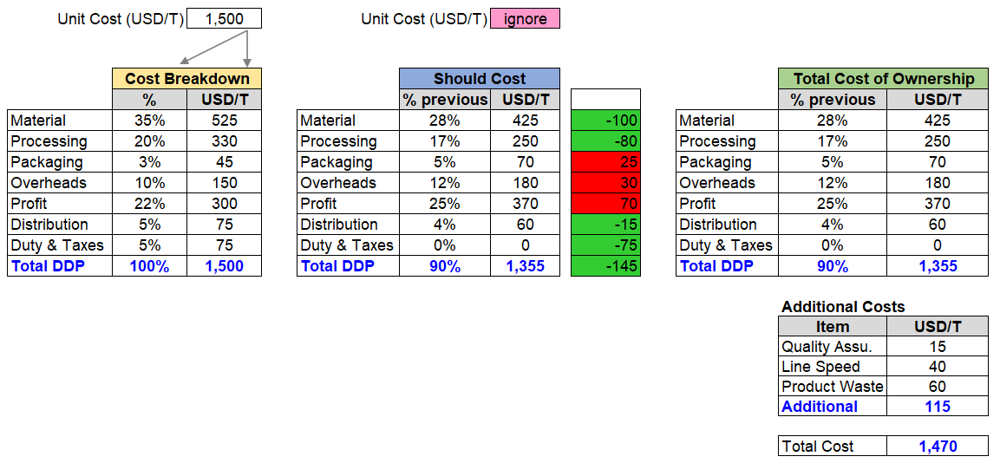 Unit Cost (USD/T) 1,500 Unit Cost (USD/T) ignore
Cost Breakdown Should Cost Total Cost of Ownership
% USD/T % previous USD/T % previous USD/T
Material 35% 525 Material 28% 425 -100 Material 28% 425
Processing 20% 330 Processing 17% 250 -80 Processing 17% 250
Packaging 3% 45 Packaging 5% 70 25 Packaging 5% 70
Overheads 10% 150 Overheads 12% 180 30 Overheads 12% 180
Profit 22% 300 Profit 25% 370 70 Profit 25% 370
Distribution 5% 75 Distribution 4% 60 -15 Distribution 4% 60
Duty & Taxes 5% 75 Duty & Taxes 0% 0 -75 Duty & Taxes 0% 0
Total DDP 100% 1,500 Total DDP 90% 1,355 -145 Total DDP 90% 1,355
Additional Costs
Item USD/T
Quality Assu. 15
Line Speed 40
Product Waste 60
Additional 115
Total Cost 1,470